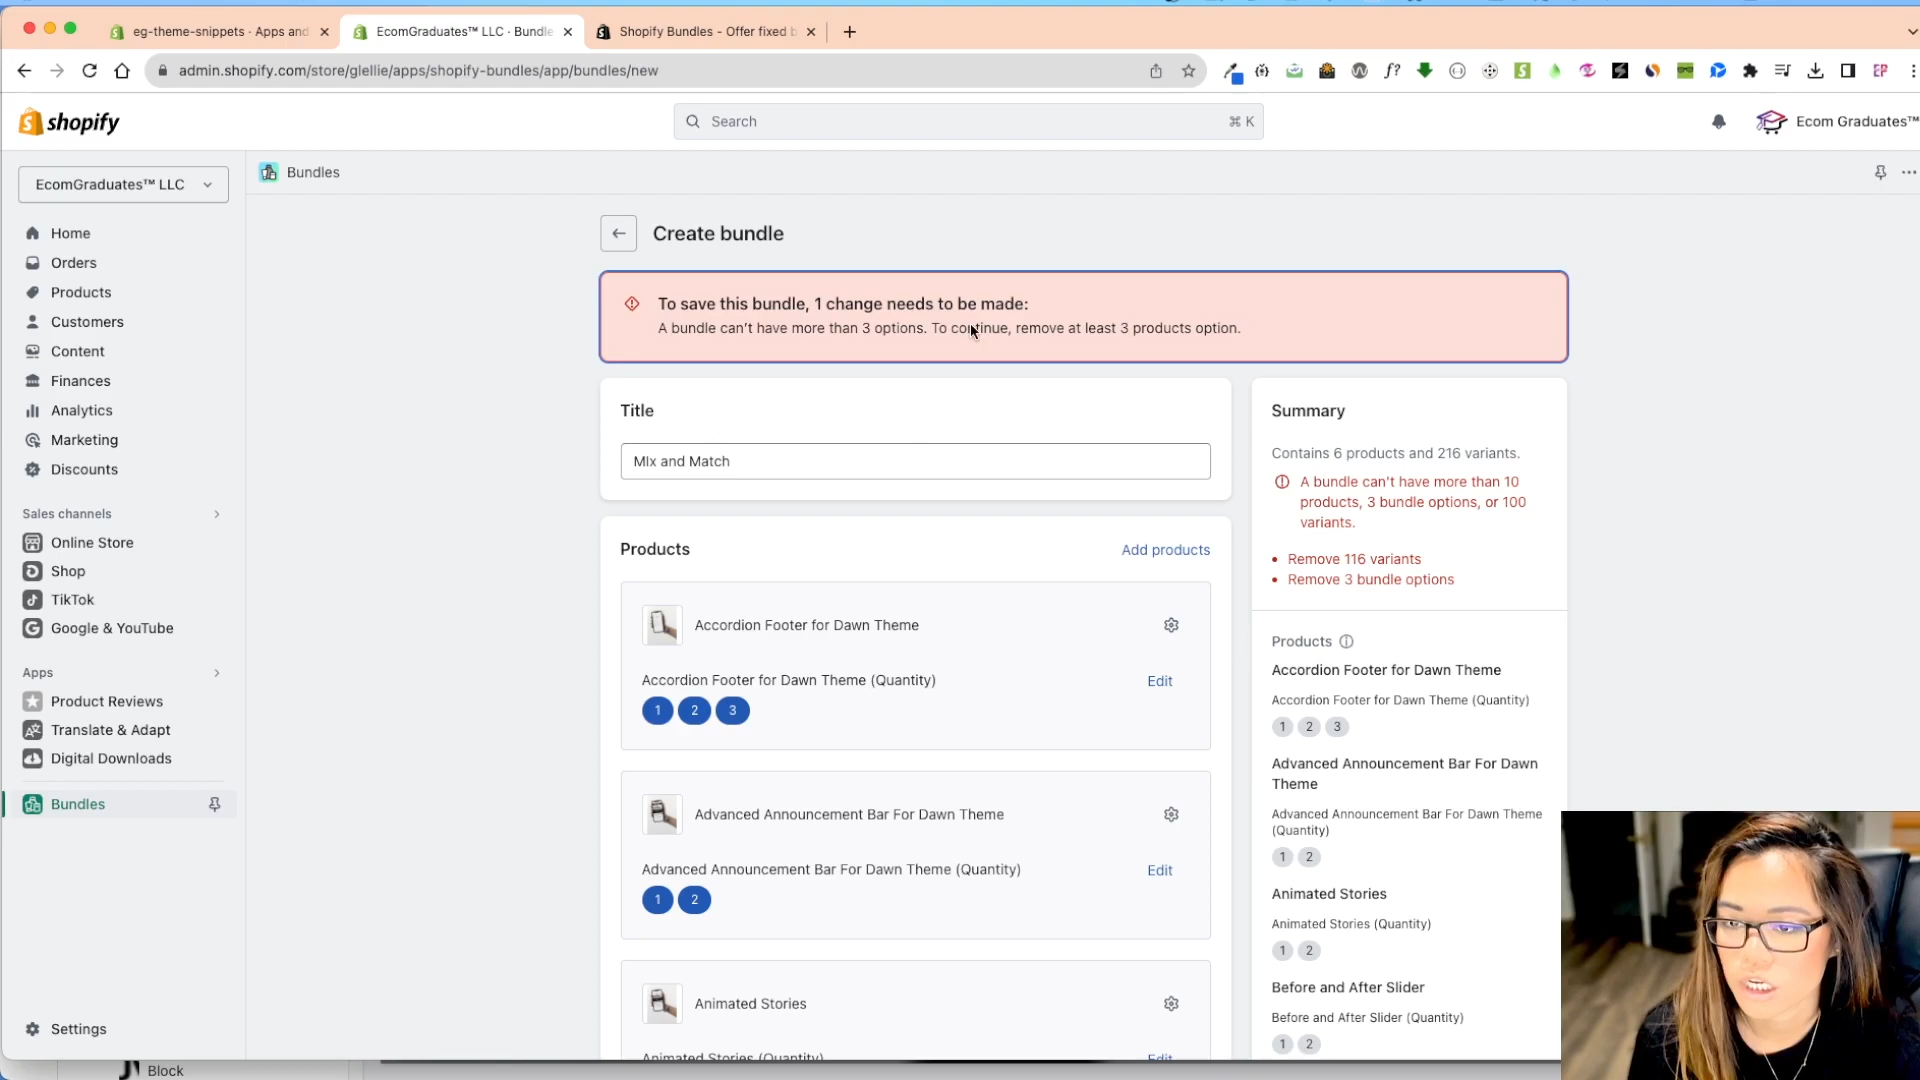 eg-theme-snippets · Apps and
EcomGraduates™ LLC · Bundle
Shopify Bundles - Offer fixed b
admin.shopify.com/store/glellie/apps/shopify-bundles/app/bundles/new
shopify
Search
⌘ K
Ecom Graduates™
EcomGraduates™ LLC
Bundles
Home
Orders
Products
Customers
Content
Finances
Analytics
Marketing
Discounts
Sales channels
Online Store
Shop
TikTok
Google & YouTube
Apps
Product Reviews
Translate & Adapt
Digital Downloads
Bundles
Settings
Block
Create bundle
To save this bundle, 1 change needs to be made:
A bundle can't have more than 3 options. To continue, remove at least 3 products option.
Title
MIx and Match
Products
Add products
Accordion Footer for Dawn Theme
Accordion Footer for Dawn Theme (Quantity)
Edit
1 2 3
Advanced Announcement Bar For Dawn Theme
Advanced Announcement Bar For Dawn Theme (Quantity)
Edit
1 2
Animated Stories
Animated Stories (Quantity)
Edit
Summary
Contains 6 products and 216 variants.
A bundle can't have more than 10
products, 3 bundle options, or 100
variants.
• Remove 116 variants
• Remove 3 bundle options
Products
Accordion Footer for Dawn Theme
Accordion Footer for Dawn Theme (Quantity)
1 2 3
Advanced Announcement Bar For Dawn
Theme
Advanced Announcement Bar For Dawn Theme
(Quantity)
1 2
Animated Stories
Animated Stories (Quantity)
1 2
Before and After Slider
Before and After Slider (Quantity)
1 2